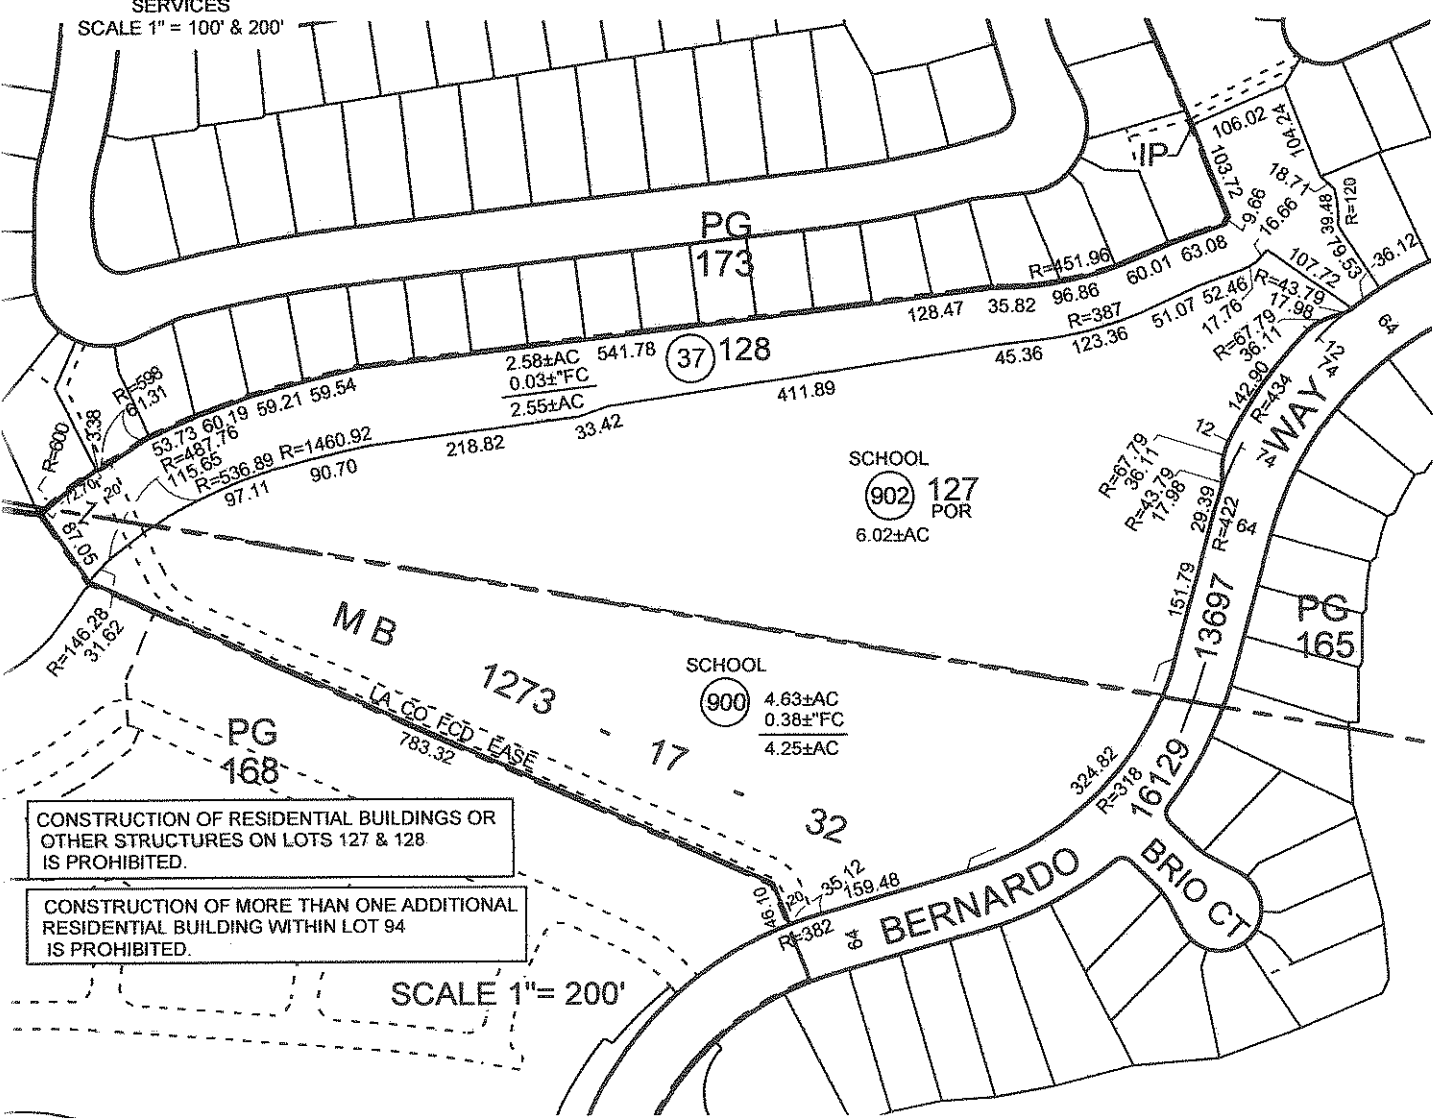 SERVICES
SCALE 1" = 100' & 200'
106.02
104.24
IP
103.72
18.71
39.48
R=120
9.66
16.66
79.53
36.12
107.72
PG
173
R=451.96
60.01
63.08
R=43.79
17.98
128.47
35.82
96.86
R=387
51.07
52.46
17.76
R=67.79
36.11
64
2.58±AC
0.03±"FC
2.55±AC
541.78
37
128
45.36
123.36
12
74
R=598
61.31
59.21
59.54
411.89
142.90
R=434
WAY
R=600
3.38
53.73
60.19
R=487.76
115.65
R=536.89
R=1460.92
218.82
33.42
12
74
72.70
20'
97.11
90.70
SCHOOL
902
127
POR
6.02±AC
R=67.79
36.11
R=43.79
17.98
29.39
R=422
64
87.05
151.79
13697
PG
165
R=146.28
31.62
M B
1273
-
17
-
32
SCHOOL
900
4.63±AC
0.38±"FC
4.25±AC
LA CO FCD EASE
783.32
PG
168
324.82
R=318
16129
CONSTRUCTION OF RESIDENTIAL BUILDINGS OR
OTHER STRUCTURES ON LOTS 127 & 128
IS PROHIBITED.
CONSTRUCTION OF MORE THAN ONE ADDITIONAL
RESIDENTIAL BUILDING WITHIN LOT 94
IS PROHIBITED.
46.10
20'
35.12
159.48
R=382
64
BERNARDO
BRIO CT
SCALE 1"= 200'